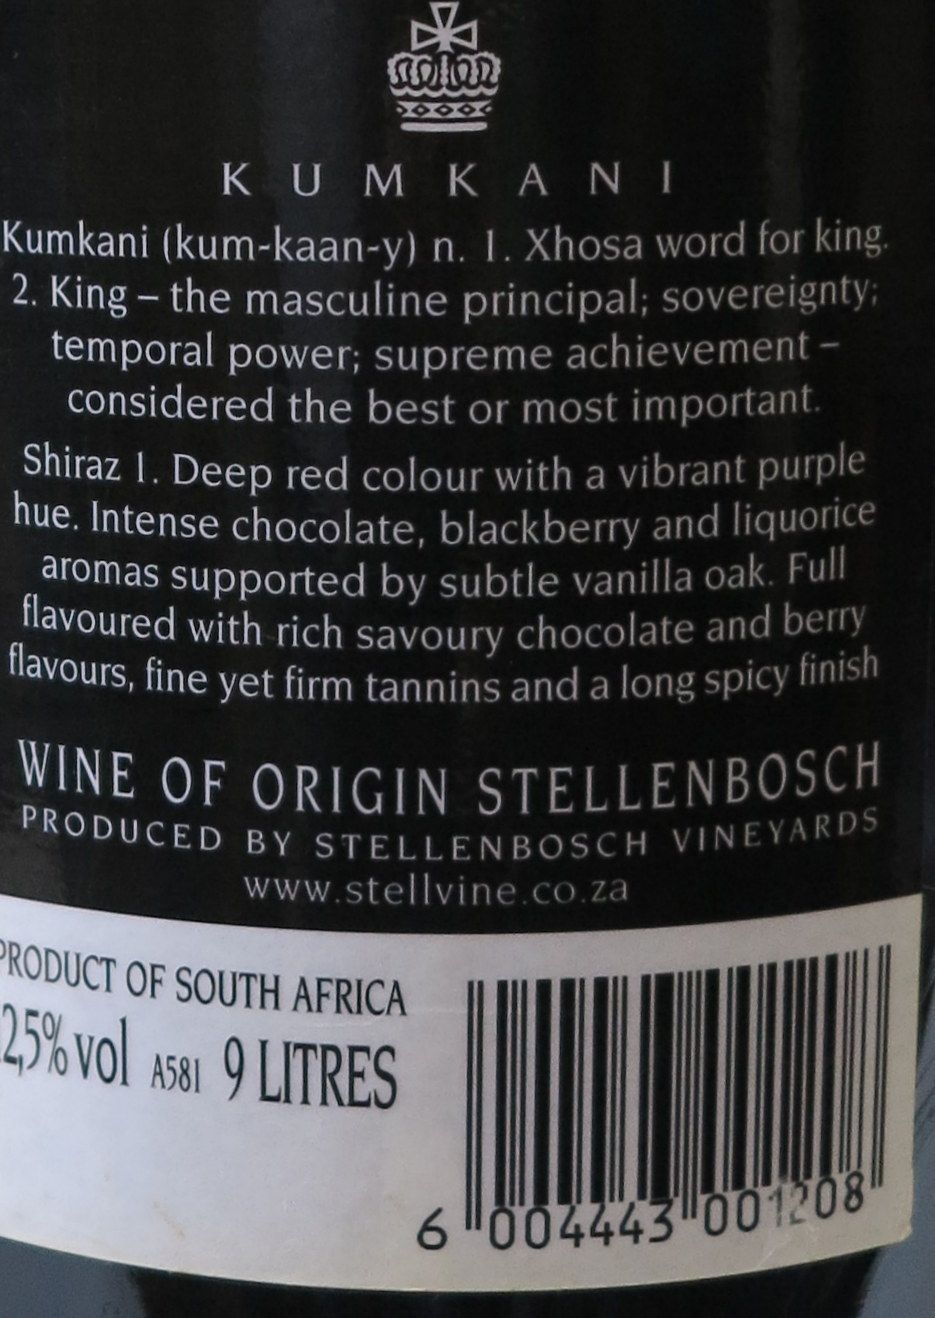 KUMKANI
Kumkani (kum-kaan-y) n. 1. Xhosa word for king.
2. King – the masculine principal; sovereignty;
temporal power; supreme achievement –
considered the best or most important.
Shiraz 1. Deep red colour with a vibrant purple
hue. Intense chocolate, blackberry and liquorice
aromas supported by subtle vanilla oak. Full
flavoured with rich savoury chocolate and berry
flavours, fine yet firm tannins and a long spicy finish
WINE OF ORIGIN STELLENBOSCH
PRODUCED BY STELLENBOSCH VINEYARDS
www.stellvine.co.za
PRODUCT OF SOUTH AFRICA
2,5% vol A581 9 LITRES
6 004443 001208